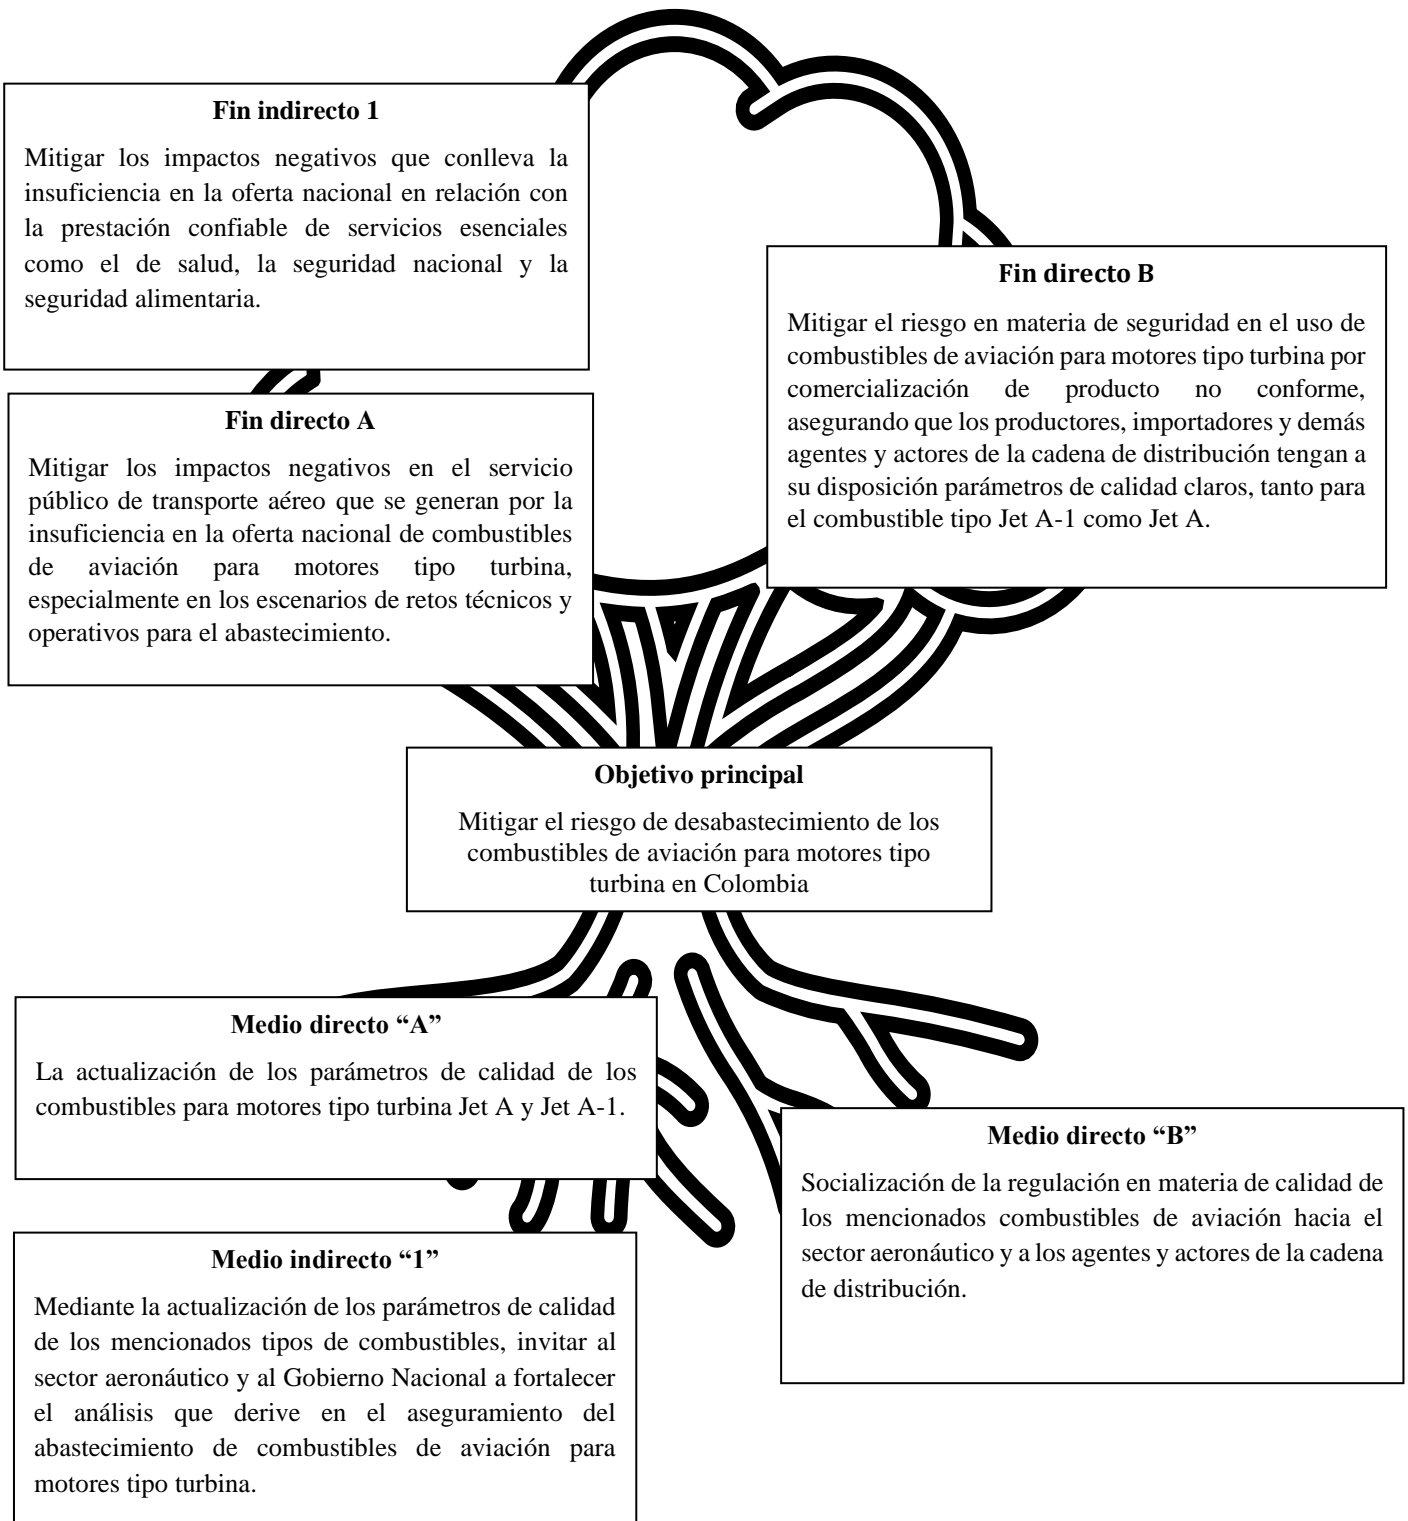 Fin indirecto 1
Mitigar los impactos negativos que conlleva la
insuficiencia en la oferta nacional en relación con
la prestación confiable de servicios esenciales
como el de salud, la seguridad nacional y la
seguridad alimentaria.
Fin directo B
Mitigar el riesgo en materia de seguridad en el uso de
combustibles de aviación para motores tipo turbina por
comercialización de producto no conforme,
asegurando que los productores, importadores y demás
agentes y actores de la cadena de distribución tengan a
su disposición parámetros de calidad claros, tanto para
el combustible tipo Jet A-1 como Jet A.
Fin directo A
Mitigar los impactos negativos en el servicio
público de transporte aéreo que se generan por la
insuficiencia en la oferta nacional de combustibles
de aviación para motores tipo turbina,
especialmente en los escenarios de retos técnicos y
operativos para el abastecimiento.
Objetivo principal
Mitigar el riesgo de desabastecimiento de los
combustibles de aviación para motores tipo
turbina en Colombia
Medio directo “A”
La actualización de los parámetros de calidad de los
combustibles para motores tipo turbina Jet A y Jet A-1.
Medio directo “B”
Socialización de la regulación en materia de calidad de
los mencionados combustibles de aviación hacia el
sector aeronáutico y a los agentes y actores de la cadena
de distribución.
Medio indirecto “1”
Mediante la actualización de los parámetros de calidad
de los mencionados tipos de combustibles, invitar al
sector aeronáutico y al Gobierno Nacional a fortalecer
el análisis que derive en el aseguramiento del
abastecimiento de combustibles de aviación para
motores tipo turbina.